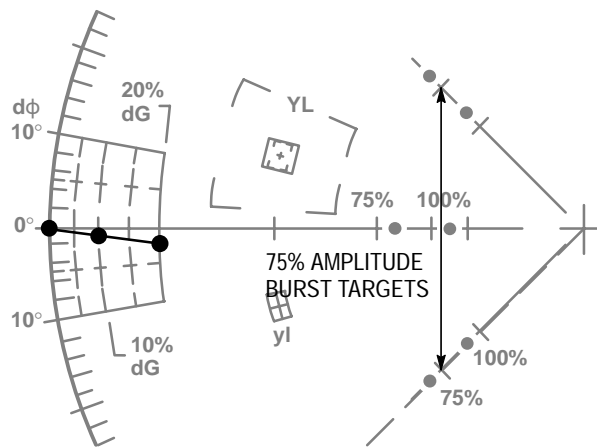 20%
dG
YL
dϕ
10°
75%
100%
0°
75% AMPLITUDE
BURST TARGETS
10°
10%
dG
yl
100%
75%